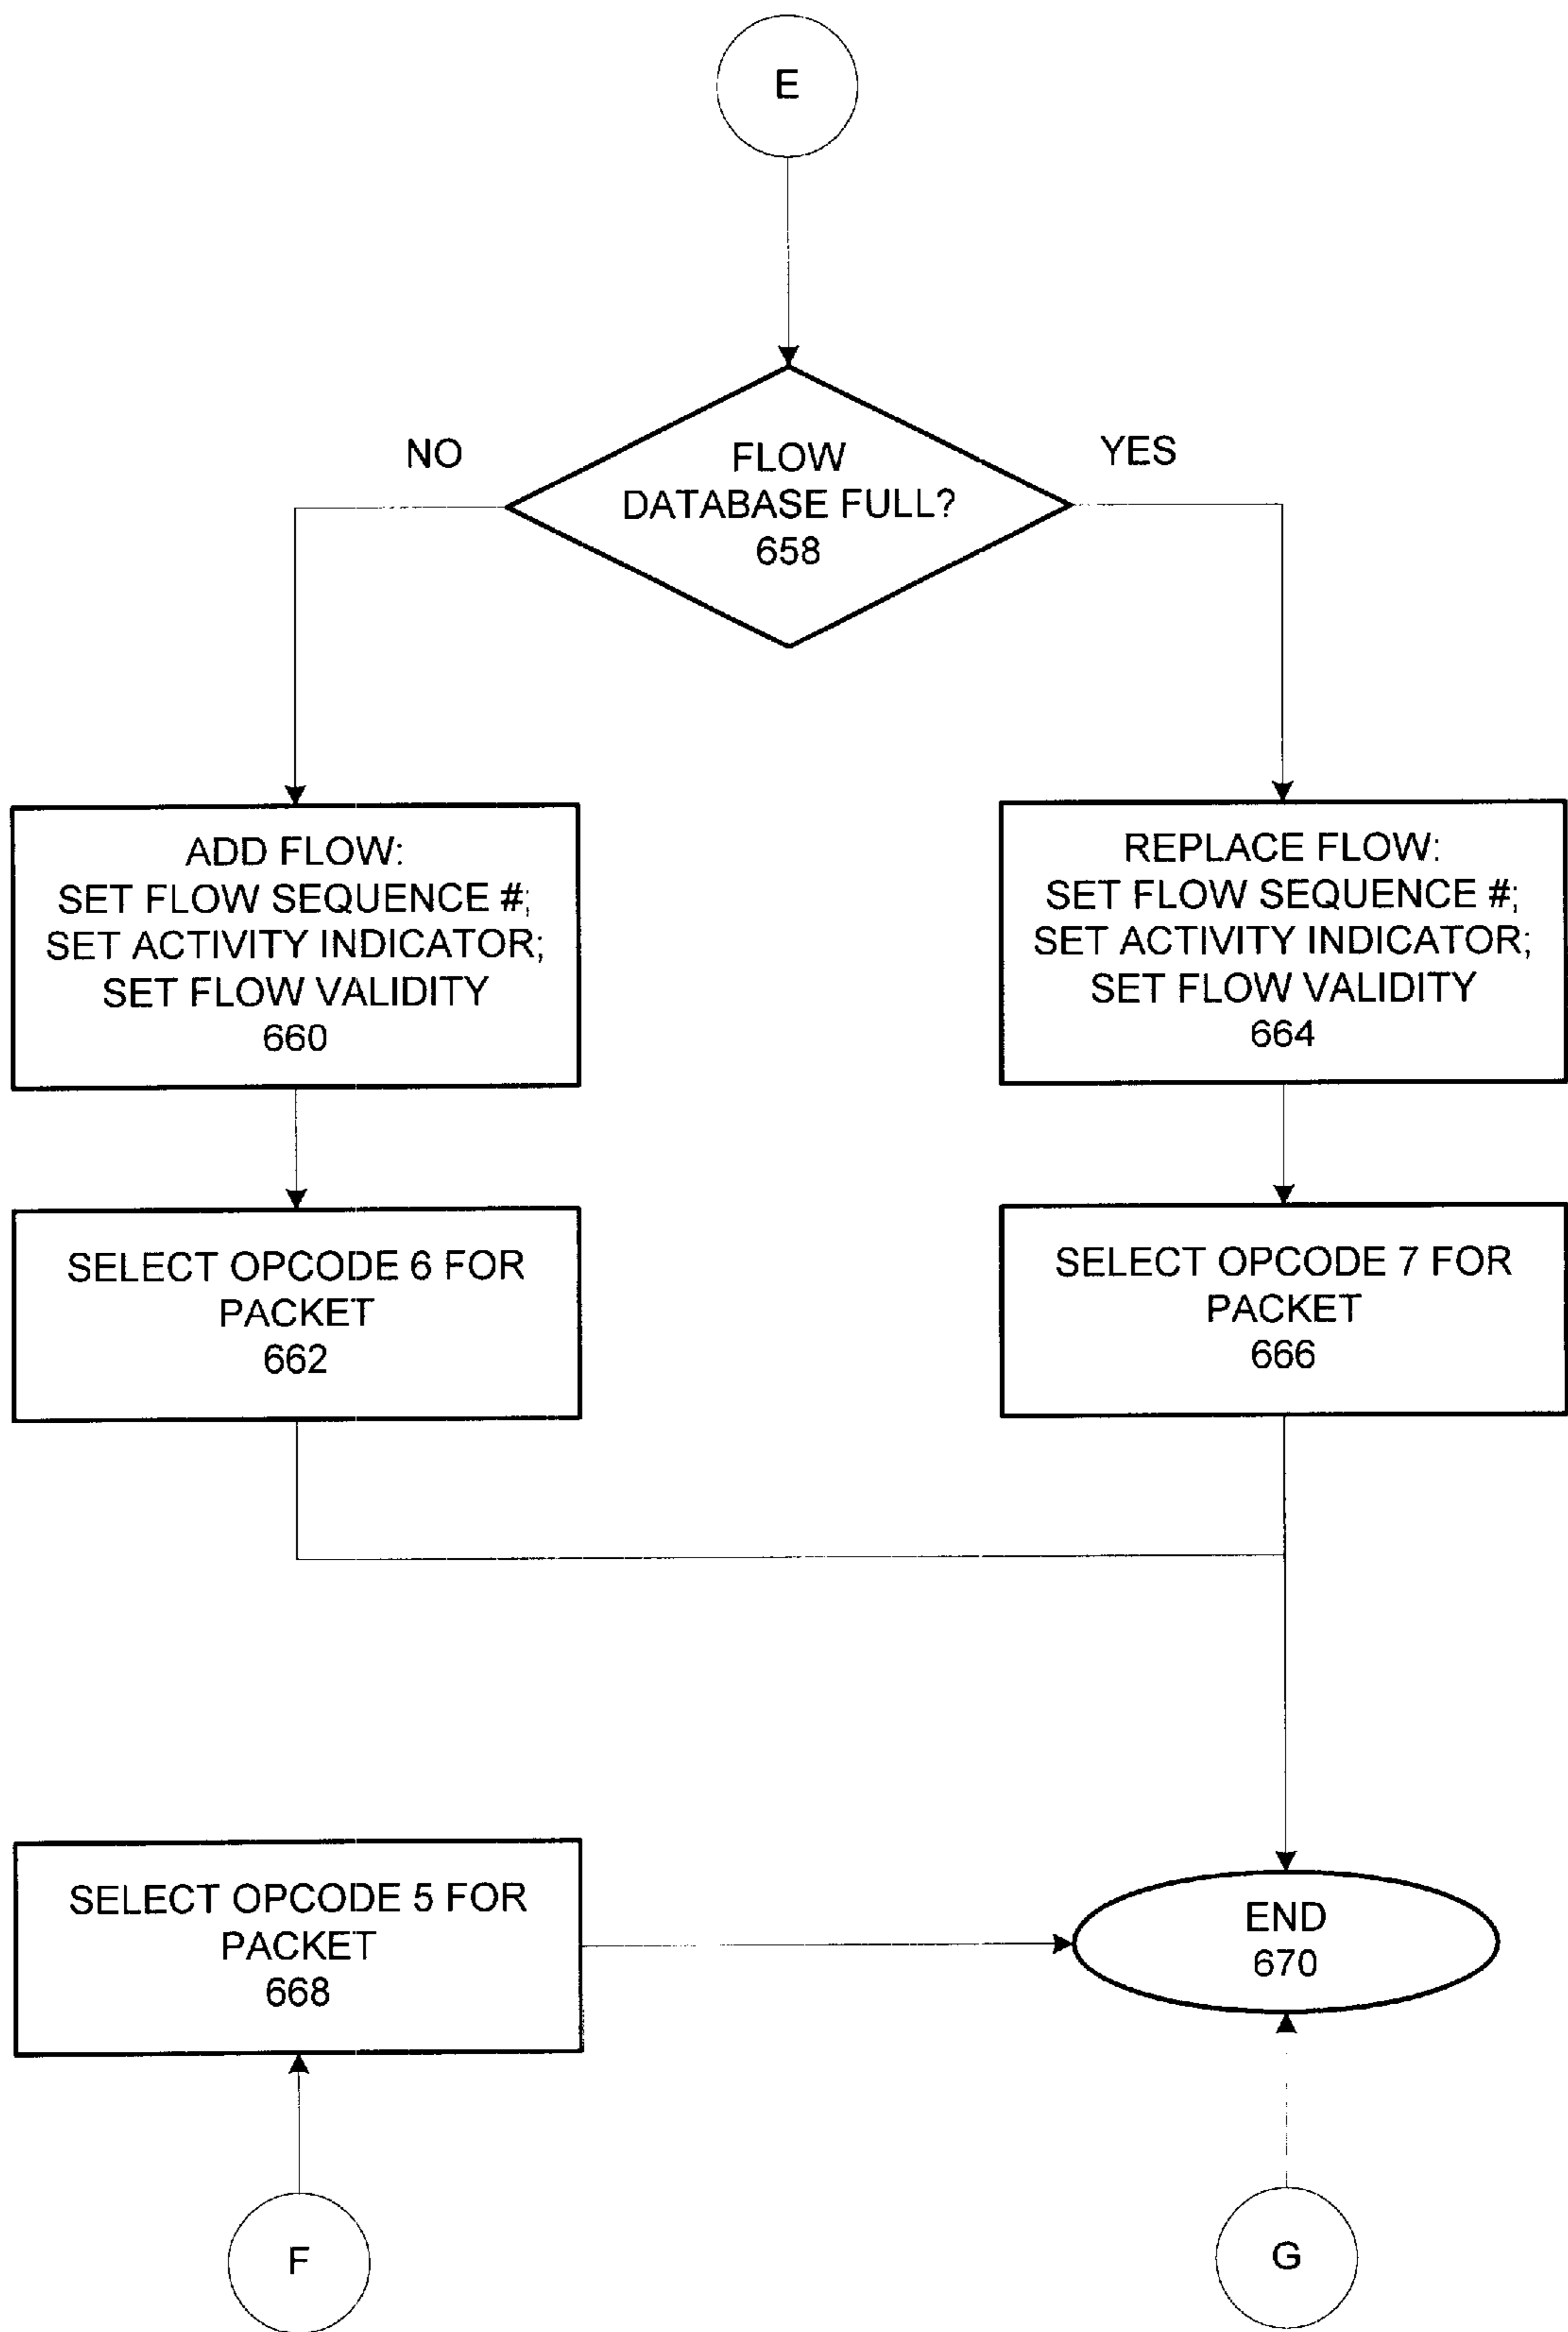 E
NO
YES
FLOW
DATABASE FULL?
658
ADD FLOW:
SET FLOW SEQUENCE #;
SET ACTIVITY INDICATOR;
SET FLOW VALIDITY
660
REPLACE FLOW:
SET FLOW SEQUENCE #;
SET ACTIVITY INDICATOR;
SET FLOW VALIDITY
664
SELECT OPCODE 6 FOR
PACKET
662
SELECT OPCODE 7 FOR
PACKET
666
SELECT OPCODE 5 FOR
PACKET
668
END
670
F
G